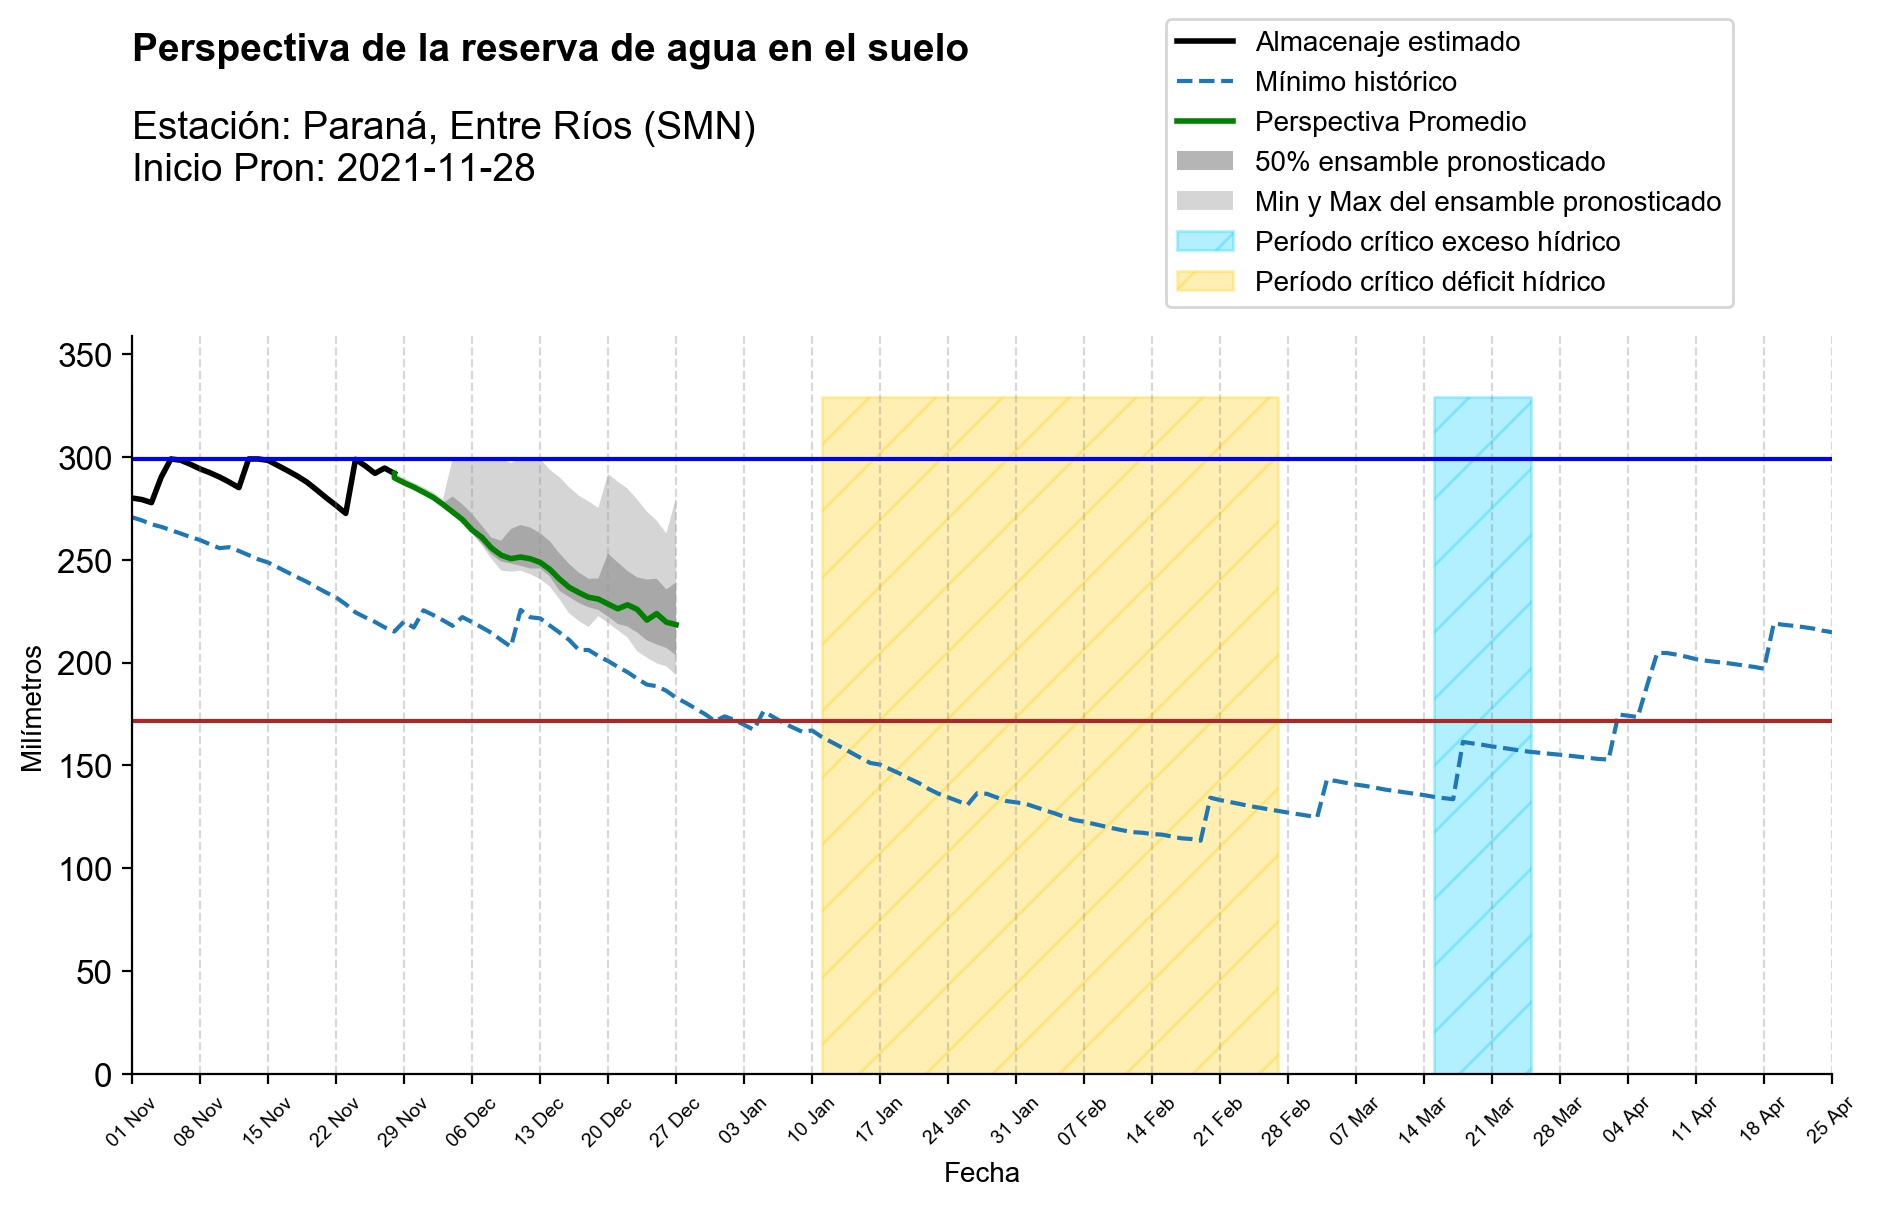 Perspectiva de la reserva de agua en el suelo
Estación: Paraná, Entre Ríos (SMN)
Inicio Pron: 2021-11-28
Almacenaje estimado
Mínimo histórico
Perspectiva Promedio
50% ensamble pronosticado
Min y Max del ensamble pronosticado
Período crítico exceso hídrico
Período crítico déficit hídrico
350
300
250
200
150
100
50
0
Milímetros
01 Nov
08 Nov
15 Nov
22 Nov
29 Nov
06 Dec
13 Dec
20 Dec
27 Dec
03 Jan
10 Jan
17 Jan
24 Jan
31 Jan
07 Feb
14 Feb
21 Feb
28 Feb
07 Mar
14 Mar
21 Mar
28 Mar
04 Apr
11 Apr
18 Apr
25 Apr
Fecha